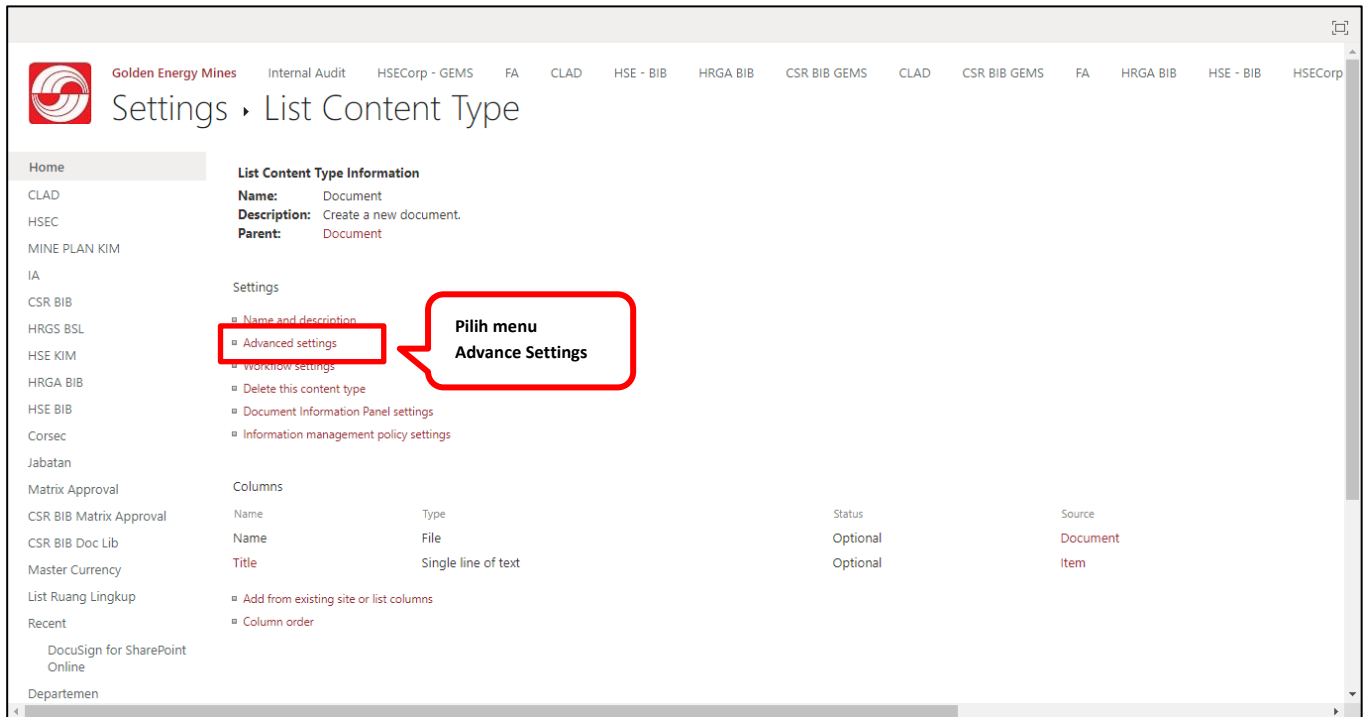 Golden Energy Mines Internal Audit HSECorp - GEMS FA CLAD HSE - BIB HRGA BIB CSR BIB GEMS CLAD CSR BIB GEMS FA HRGA BIB HSE - BIB HSECorp
Settings ▸ List Content Type
Home
CLAD
HSEC
MINE PLAN KIM
IA
CSR BIB
HRGS BSL
HSE KIM
HRGA BIB
HSE BIB
Corsec
Jabatan
Matrix Approval
CSR BIB Matrix Approval
CSR BIB Doc Lib
Master Currency
List Ruang Lingkup
Recent
DocuSign for SharePoint
Online
Departemen
List Content Type Information
Name: Document
Description: Create a new document.
Parent: Document
Settings
Name and description
Advanced settings
Workflow settings
Delete this content type
Document Information Panel settings
Information management policy settings
Pilih menu
Advance Settings
Columns
Name Type Status Source
Name File Optional Document
Title Single line of text Optional Item
Add from existing site or list columns
Column order